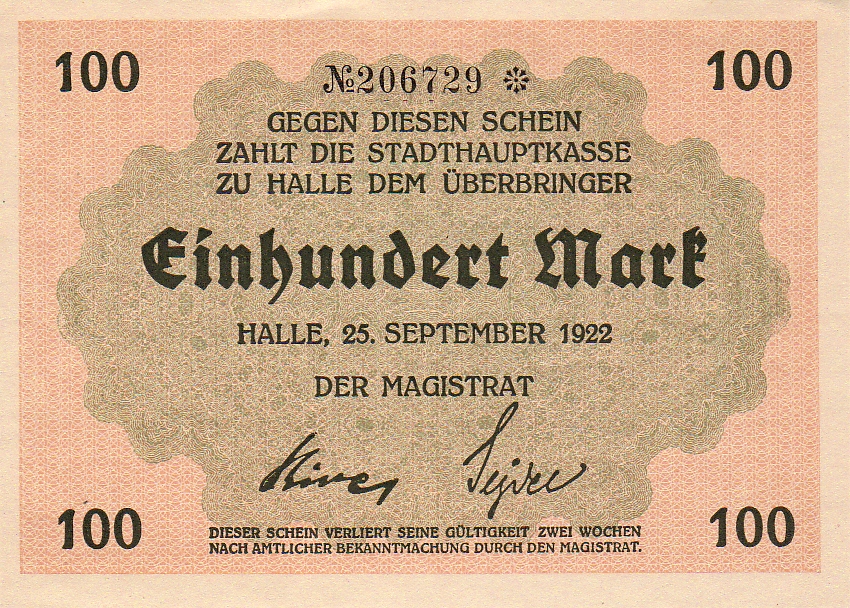 100 100
№206729 ❊
GEGEN DIESEN SCHEIN
ZAHLT DIE STADTHAUPTKASSE
ZU HALLE DEM ÜBERBRINGER
Einhundert Mark
HALLE, 25. SEPTEMBER 1922
DER MAGISTRAT
100 100
DIESER SCHEIN VERLIERT SEINE GÜLTIGKEIT ZWEI WOCHEN
NACH AMTLICHER BEKANNTMACHUNG DURCH DEN MAGISTRAT.